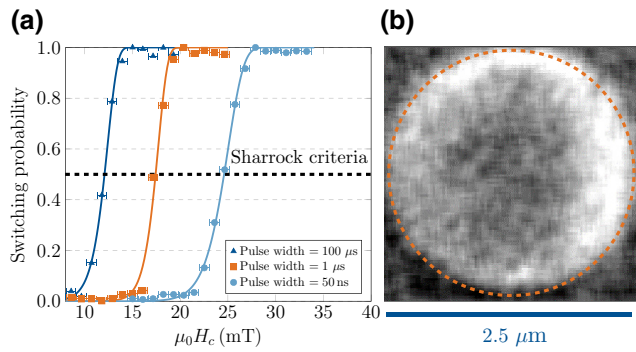 (a)
(b)
Switching probability
1.0
0.8
0.6
0.4
0.2
0.0
Sharrock criteria
Pulse width = 100 μs
Pulse width = 1 μs
Pulse width = 50 ns
10 15 20 25 30 35 40
μ₀H_c (mT)
2.5 μm